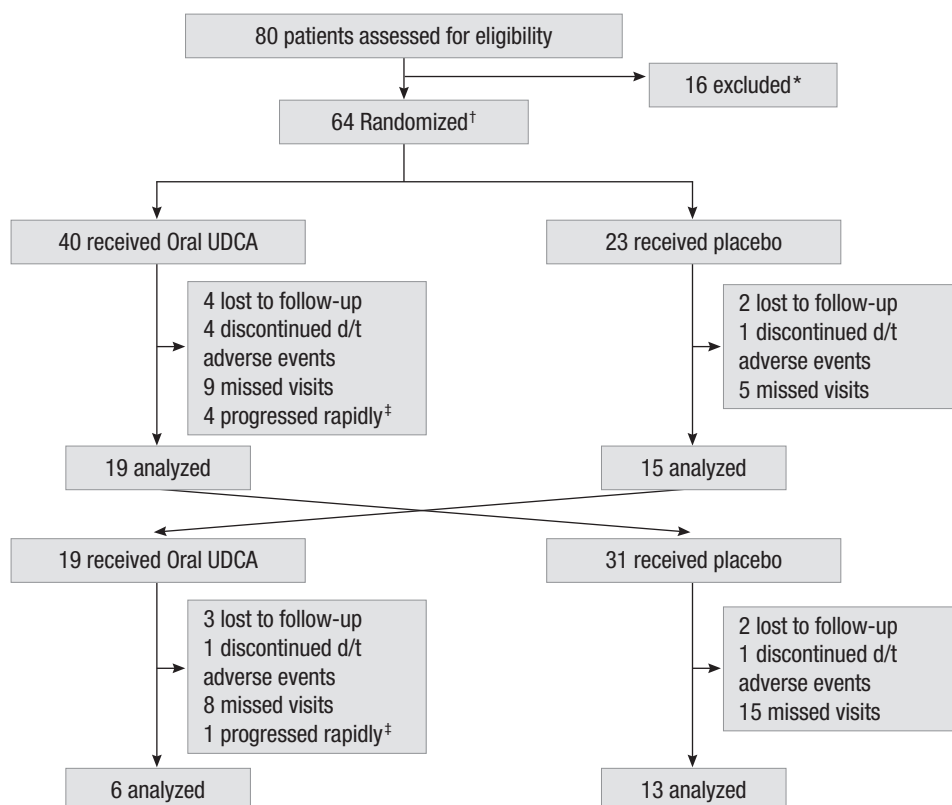 80 patients assessed for eligibility
16 excluded*
64 Randomized†
40 received Oral UDCA
23 received placebo
4 lost to follow-up
4 discontinued d/t
adverse events
9 missed visits
4 progressed rapidly‡
2 lost to follow-up
1 discontinued d/t
adverse events
5 missed visits
19 analyzed
15 analyzed
19 received Oral UDCA
31 received placebo
3 lost to follow-up
1 discontinued d/t
adverse events
8 missed visits
1 progressed rapidly‡
2 lost to follow-up
1 discontinued d/t
adverse events
15 missed visits
6 analyzed
13 analyzed